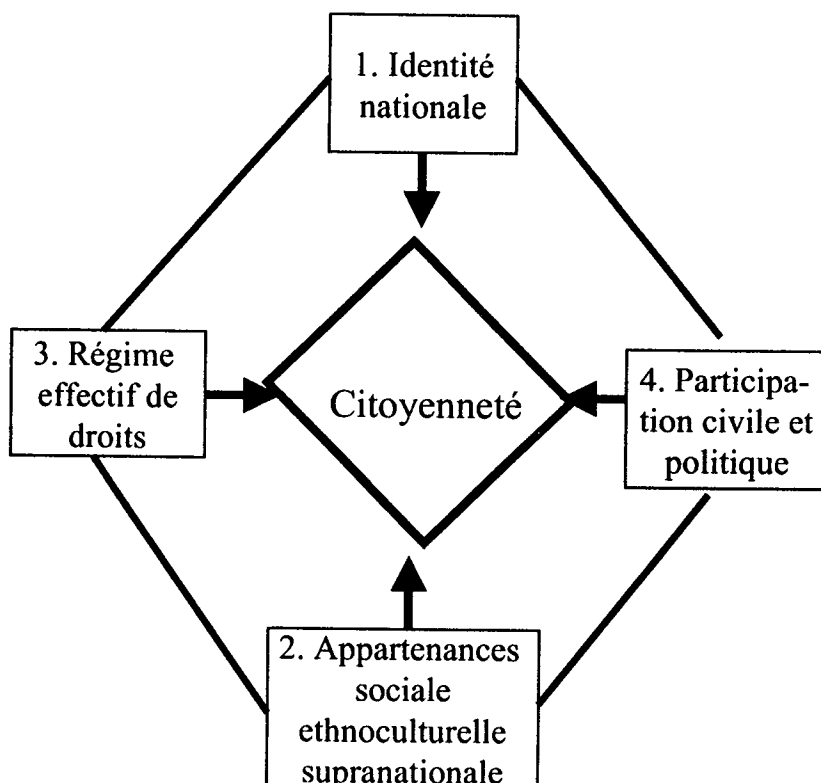 1. Identité
nationale
3. Régime
effectif de
droits
Citoyenneté
4. Participa-
tion civile et
politique
2. Appartenances
sociale
ethnoculturelle
supranationale